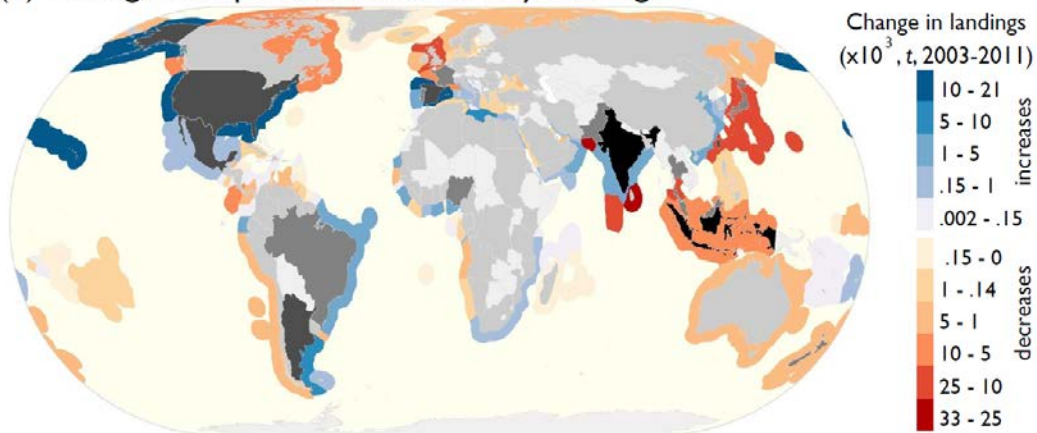 Change in landings
(x10³, t, 2003-2011)
10 - 21
5 - 10
1 - 5
.15 - 1
.002 - .15
increases
.15 - 0
1 - .14
5 - 1
10 - 5
25 - 10
33 - 25
decreases